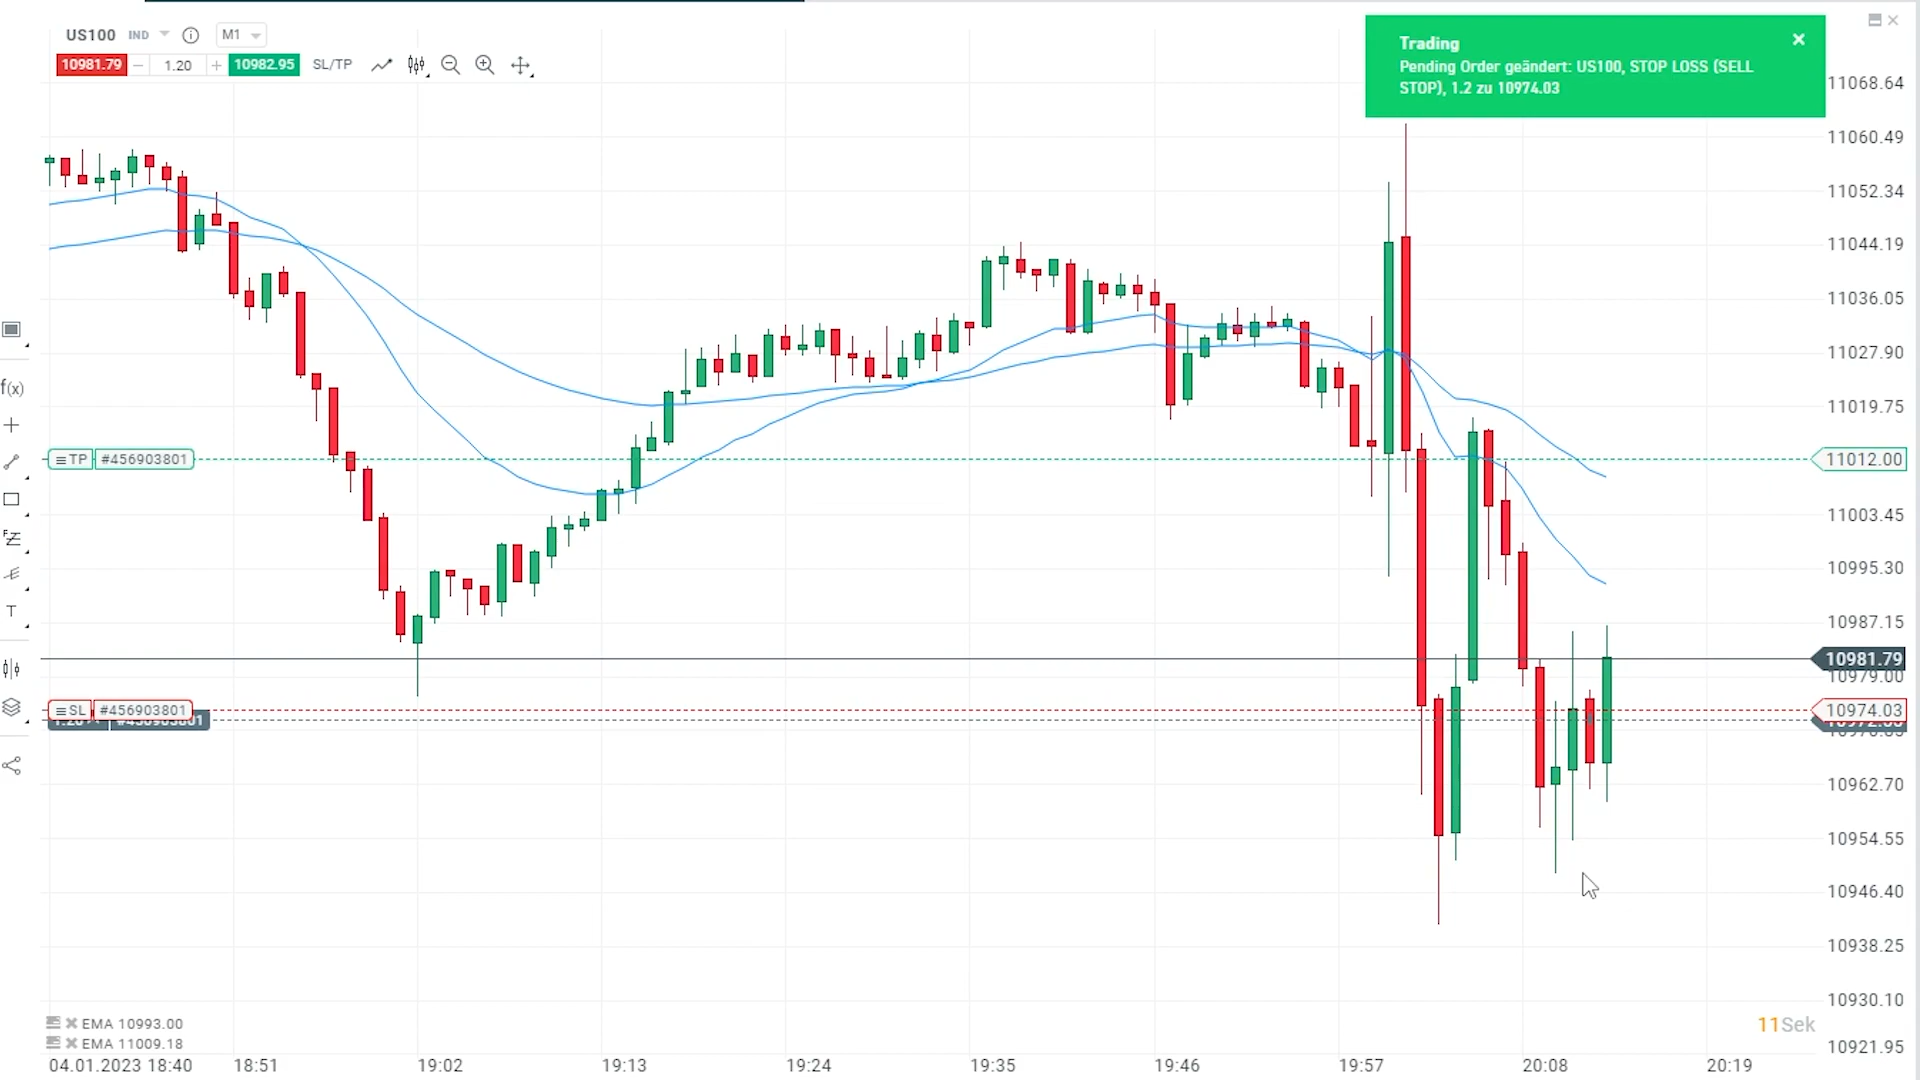 US100 IND M1
10981.79 − 1.20 + 10982.95 SL/TP
Trading
Pending Order geändert: US100, STOP LOSS (SELL
STOP), 1.2 zu 10974.03
11068.64
11060.49
11052.34
11044.19
11036.05
11027.90
11019.75
≡TP #456903801 11012.00
11003.45
10995.30
10987.15
10981.79
10979.00
≡SL #456903801 10974.03
10962.70
10954.55
10946.40
10938.25
10930.10
10921.95
f(x)
T
EMA 10993.00
EMA 11009.18
11Sek
04.01.2023 18:40 18:51 19:02 19:13 19:24 19:35 19:46 19:57 20:08 20:19